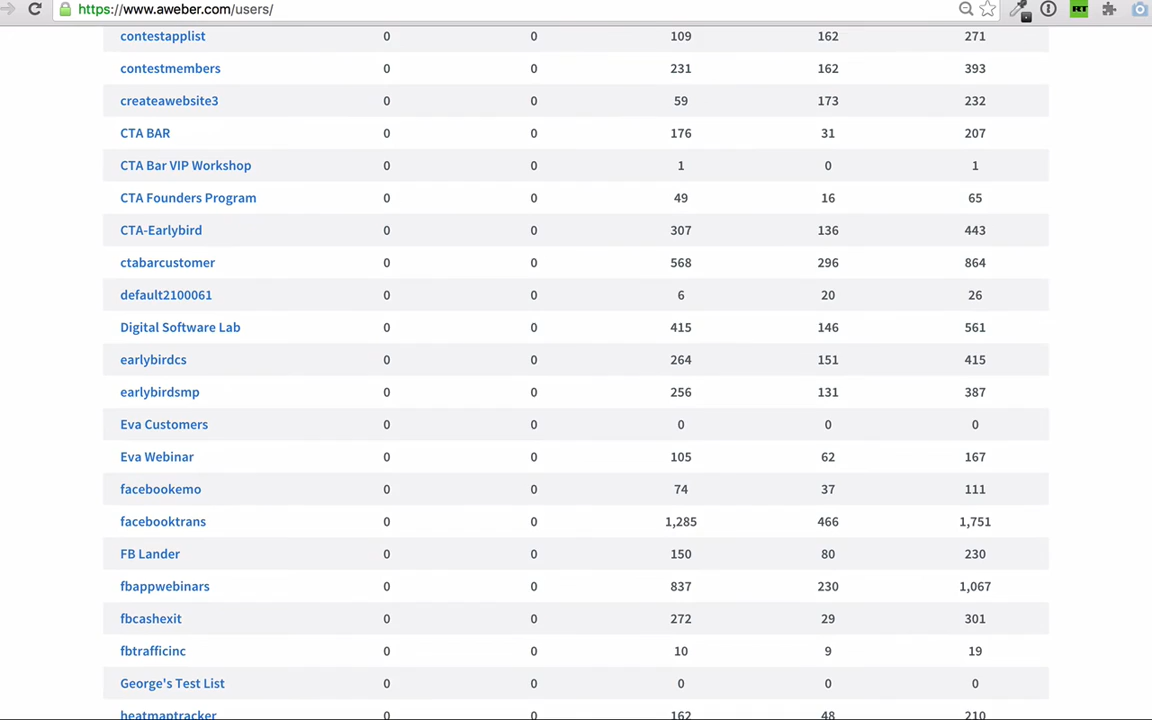 https://www.aweber.com/users/
RT
contestapplist 0 0 109 162 271
contestmembers 0 0 231 162 393
createawebsite3 0 0 59 173 232
CTA BAR 0 0 176 31 207
CTA Bar VIP Workshop 0 0 1 0 1
CTA Founders Program 0 0 49 16 65
CTA-Earlybird 0 0 307 136 443
ctabarcustomer 0 0 568 296 864
default2100061 0 0 6 20 26
Digital Software Lab 0 0 415 146 561
earlybirdcs 0 0 264 151 415
earlybirdsmp 0 0 256 131 387
Eva Customers 0 0 0 0 0
Eva Webinar 0 0 105 62 167
facebookemo 0 0 74 37 111
facebooktrans 0 0 1,285 466 1,751
FB Lander 0 0 150 80 230
fbappwebinars 0 0 837 230 1,067
fbcashexit 0 0 272 29 301
fbtrafficinc 0 0 10 9 19
George's Test List 0 0 0 0 0
heatmaptracker 0 0 162 48 210